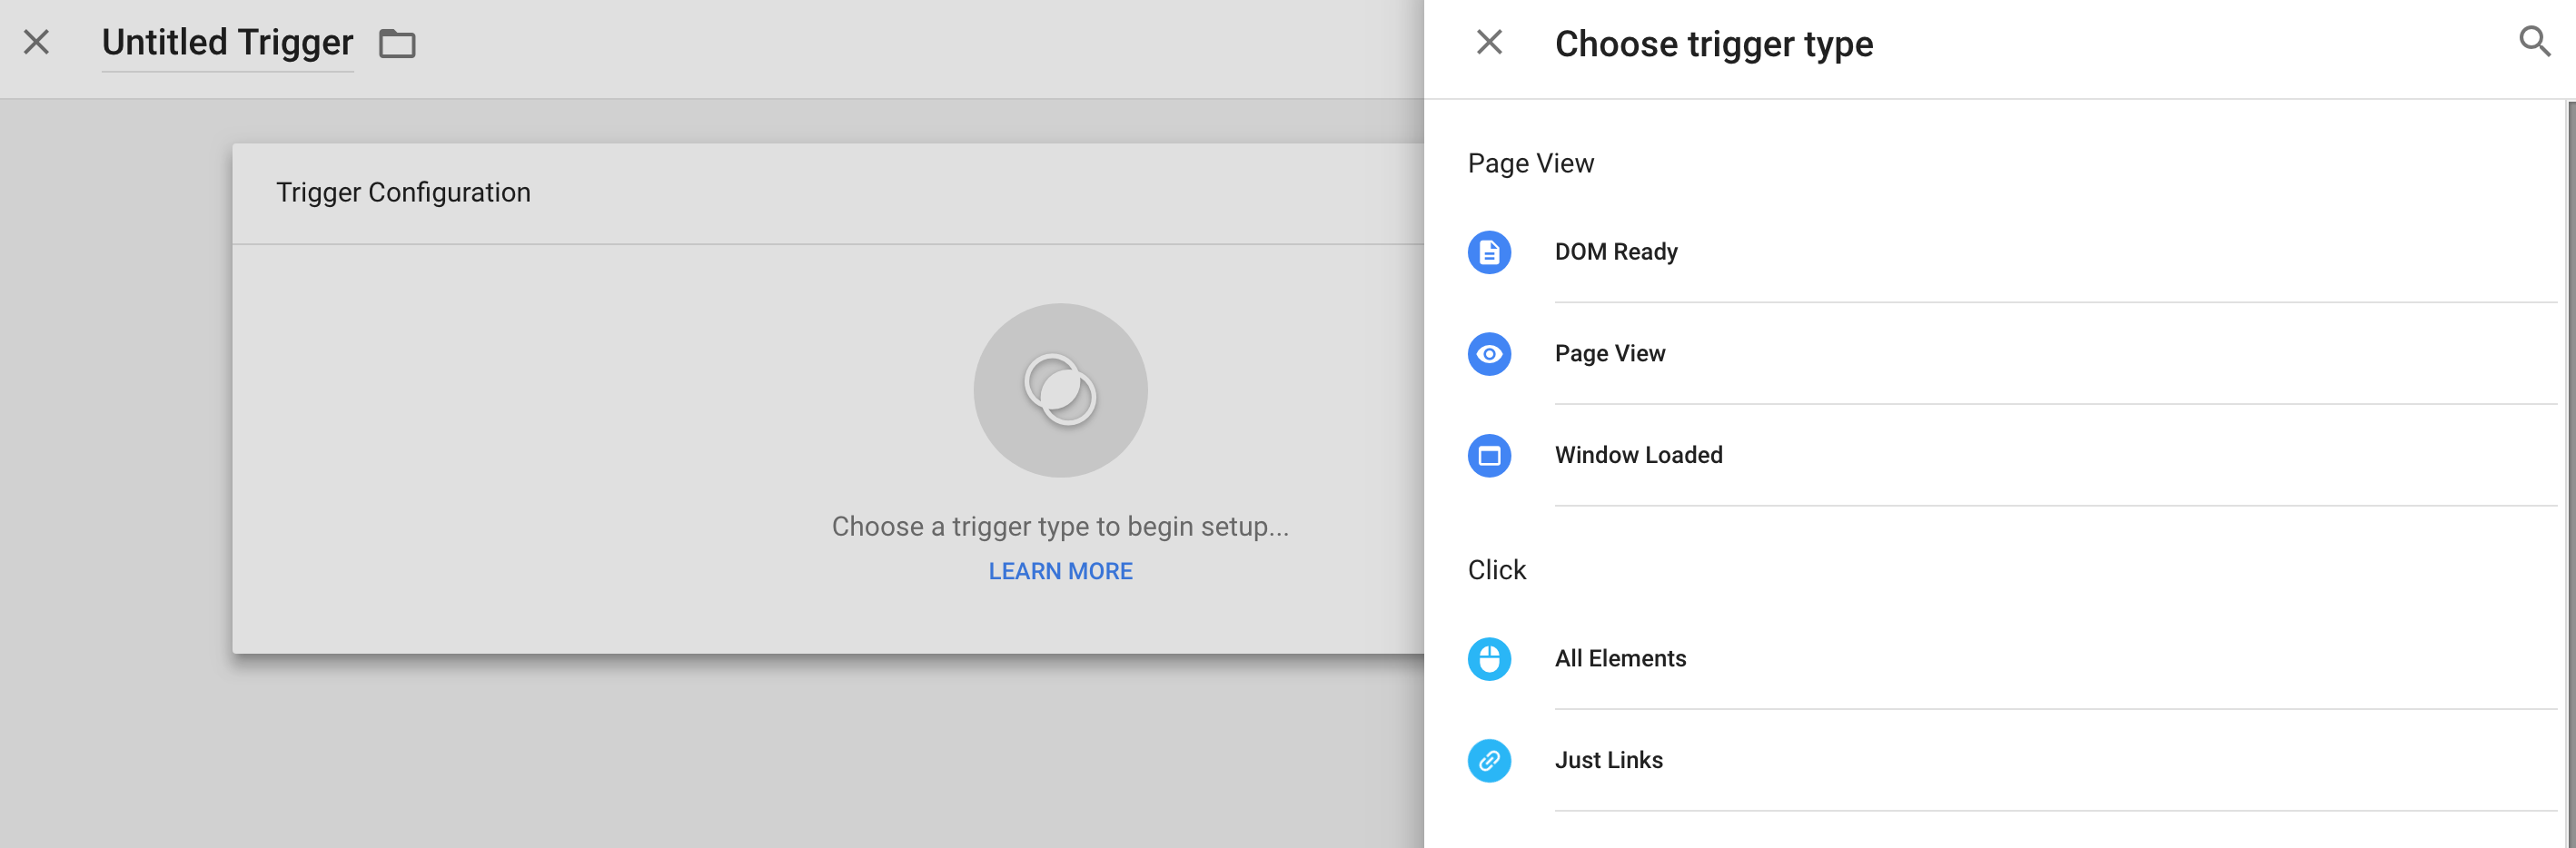 Untitled Trigger
Trigger Configuration
Choose a trigger type to begin setup...
LEARN MORE
Choose trigger type
Page View
DOM Ready
Page View
Window Loaded
Click
All Elements
Just Links